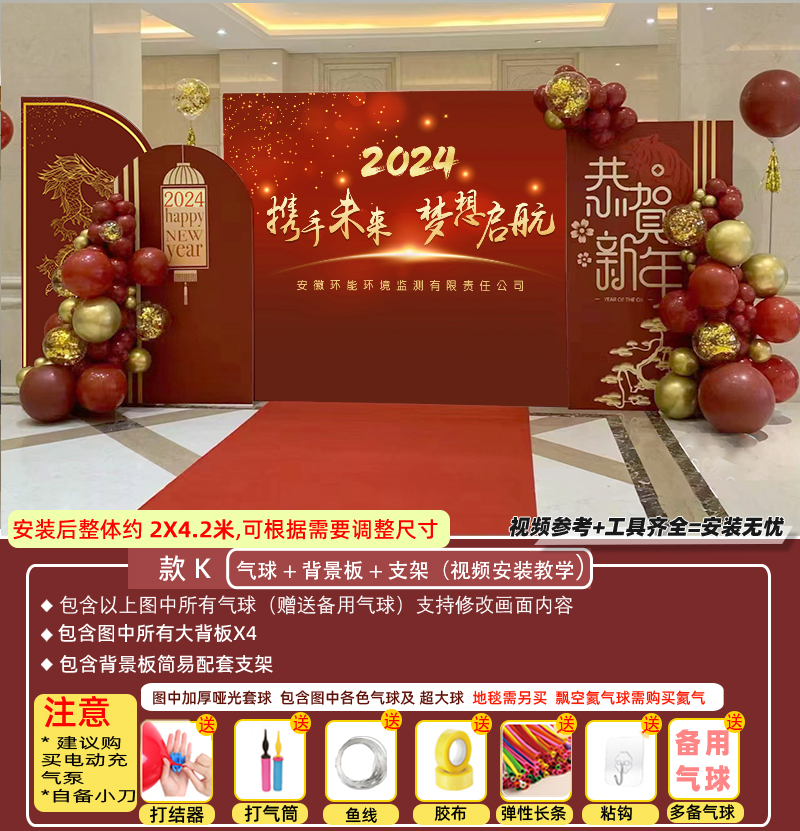 2024
携手未来 梦想启航
安徽环能环境监测有限责任公司
2024
happy
NEW
year
恭贺
新年
安装后整体约 2X4.2米,可根据需要调整尺寸
视频参考+工具齐全=安装无忧
款 K 气球 + 背景板 + 支架（视频安装教学）
◆ 包含以上图中所有气球（赠送备用气球）支持修改画面内容
◆ 包含图中所有大背板X4
◆ 包含背景板简易配套支架
图中加厚哑光套球 包含图中各色气球及 超大球 地毯需另买 飘空氦气球需购买氦气
注意
* 建议购
买电动充
气泵
*自备小刀
送
送
送
送
送
送
送
备用
气球
打结器
打气筒
鱼线
胶布
弹性长条
粘钩
多备气球